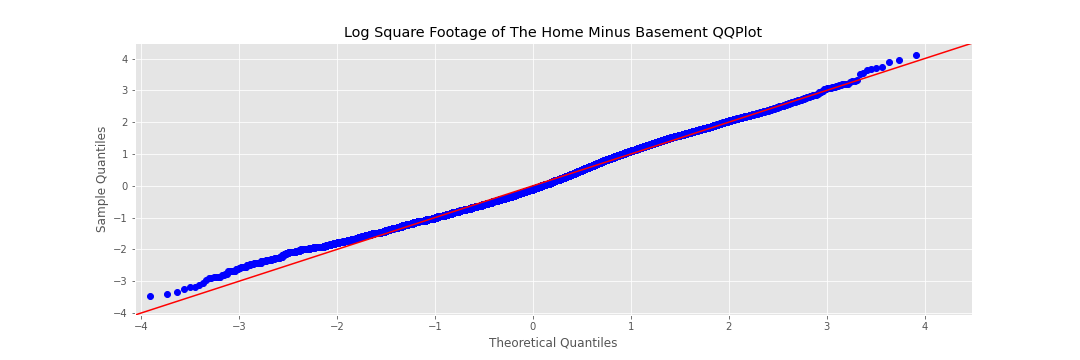 Log Square Footage of The Home Minus Basement QQPlot
4
3
2
1
0
−1
−2
−3
−4
Sample Quantiles
−4 −3 −2 −1 0 1 2 3 4
Theoretical Quantiles